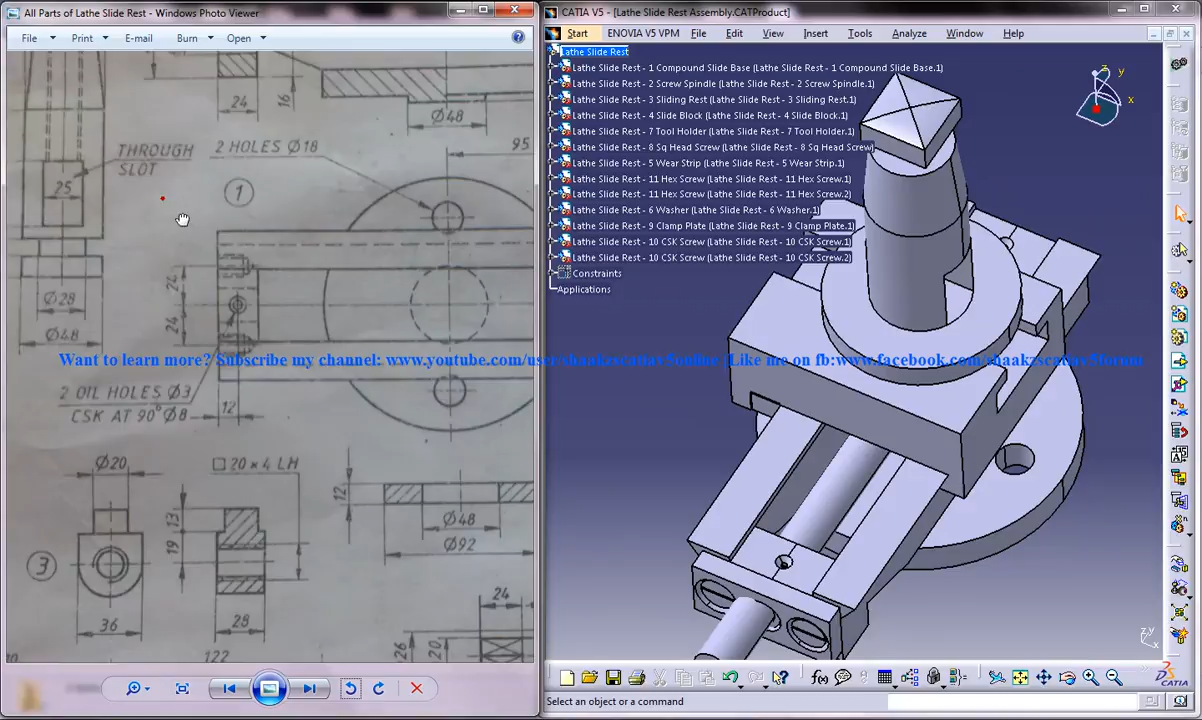 All Parts of Lathe Slide Rest - Windows Photo Viewer
File Print E-mail Burn Open
24
16
Ø48
THROUGH
SLOT
2 HOLES Ø18
95
25
1
24
24
Ø28
Ø48
2 OIL HOLES Ø3
CSK AT 90° Ø8
12
Ø20
20×4 LH
13
19
12
Ø48
Ø92
3
36
28
24
26
20
122
CATIA V5 - [Lathe Slide Rest Assembly.CATProduct]
Start ENOVIA V5 VPM File Edit View Insert Tools Analyze Window Help
Lathe Slide Rest
Lathe Slide Rest - 1 Compound Slide Base (Lathe Slide Rest - 1 Compound Slide Base.1)
Lathe Slide Rest - 2 Screw Spindle (Lathe Slide Rest - 2 Screw Spindle.1)
Lathe Slide Rest - 3 Sliding Rest (Lathe Slide Rest - 3 Sliding Rest.1)
Lathe Slide Rest - 4 Slide Block (Lathe Slide Rest - 4 Slide Block.1)
Lathe Slide Rest - 7 Tool Holder (Lathe Slide Rest - 7 Tool Holder.1)
Lathe Slide Rest - 8 Sq Head Screw (Lathe Slide Rest - 8 Sq Head Screw
Lathe Slide Rest - 5 Wear Strip (Lathe Slide Rest - 5 Wear Strip.1)
Lathe Slide Rest - 11 Hex Screw (Lathe Slide Rest - 11 Hex Screw.1)
Lathe Slide Rest - 11 Hex Screw (Lathe Slide Rest - 11 Hex Screw.2)
Lathe Slide Rest - 6 Washer (Lathe Slide Rest - 6 Washer.1)
Lathe Slide Rest - 9 Clamp Plate (Lathe Slide Rest - 9 Clamp Plate.1)
Lathe Slide Rest - 10 CSK Screw (Lathe Slide Rest - 10 CSK Screw.1)
Lathe Slide Rest - 10 CSK Screw (Lathe Slide Rest - 10 CSK Screw.2)
Constraints
Applications
z y
x
Want to learn more? Subscribe my channel: www.youtube.com/user/shaakzscatiav5online |Like me on fb:www.facebook.com/shaakzscatiav5forum
zy
x
f(x)
CATIA
Select an object or a command